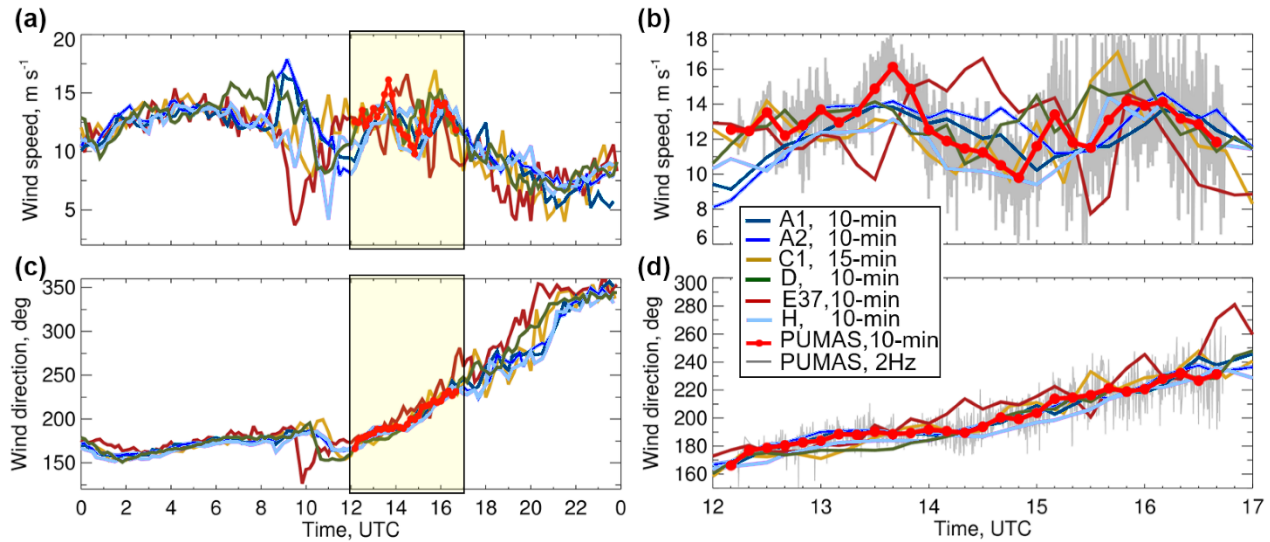 (a)
Wind speed, m s⁻¹
20
15
10
5
(b)
Wind speed, m s⁻¹
18
16
14
12
10
8
6
A1, 10-min
A2, 10-min
C1, 15-min
D, 10-min
E37,10-min
H, 10-min
PUMAS,10-min
PUMAS, 2Hz
(c)
Wind direction, deg
350
300
250
200
150
0 2 4 6 8 10 12 14 16 18 20 22 0
Time, UTC
(d)
Wind direction, deg
300
280
260
240
220
200
180
160
12 13 14 15 16 17
Time, UTC